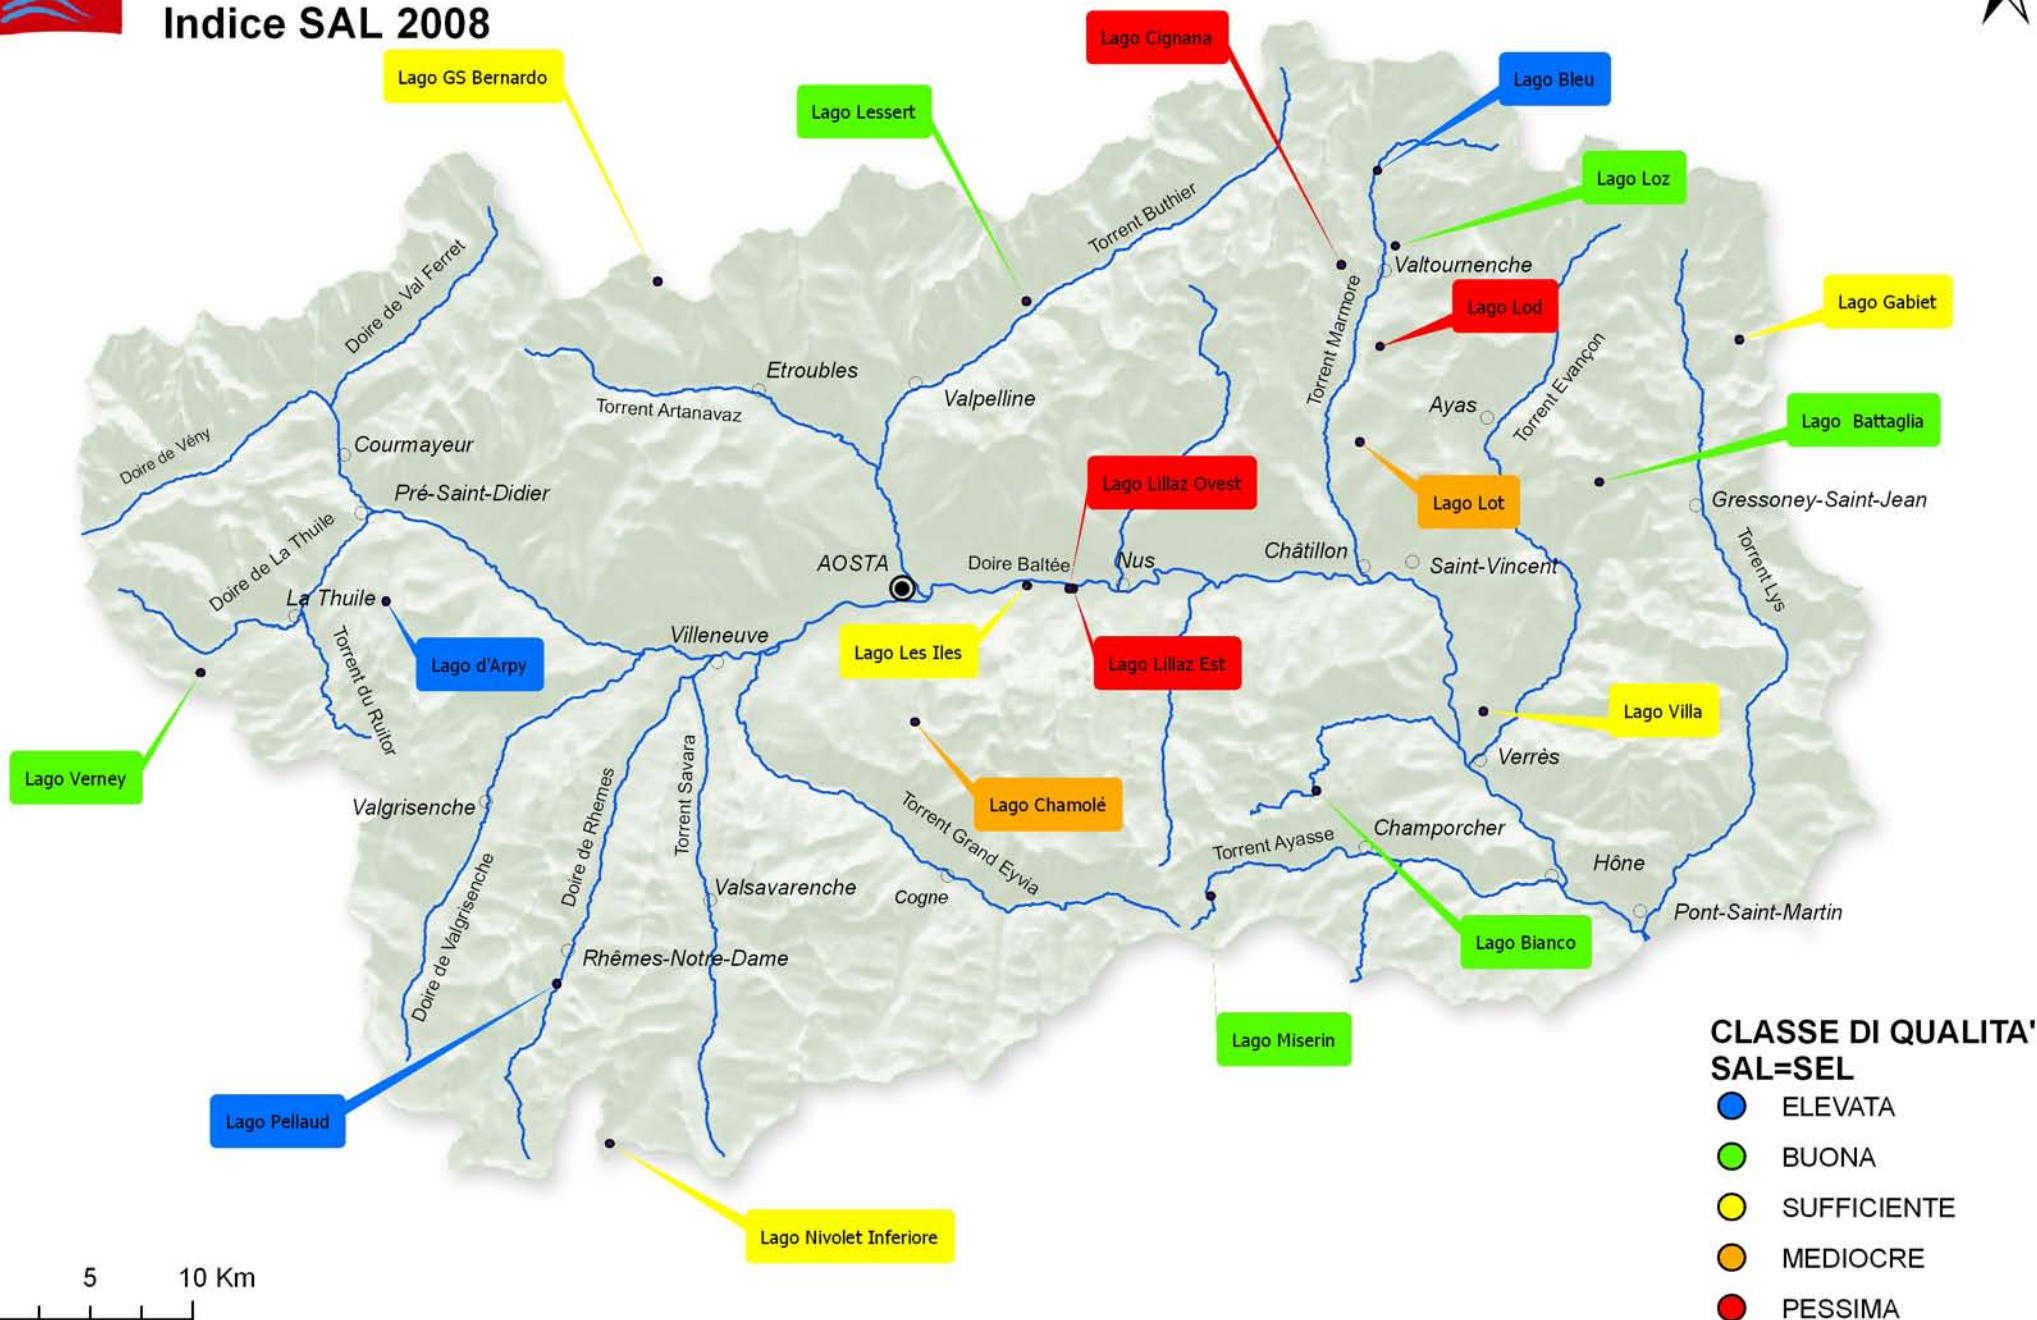 Indice SAL 2008
Lago Cignana
Lago GS Bernardo
Lago Bleu
Lago Lessert
Lago Loz
Torrent Buthier
Doire de Val Ferret
Valtournenche
Lago Lod
Lago Gabiet
Torrent Marmore
Etroubles
Valpelline
Torrent Artanavaz
Ayas
Torrent Evançon
Lago Battaglia
Courmayeur
Doire de Vény
Pré-Saint-Didier
Lago Lillaz Ovest
Lago Lot
Gressoney-Saint-Jean
Doire de La Thuile
AOSTA
Doire Baltée
Nus
Châtillon
Saint-Vincent
Torrent Lys
La Thuile
Villeneuve
Lago Les Iles
Lago Lillaz Est
Lago d'Arpy
Torrent du Ruitor
Lago Villa
Lago Verney
Verrès
Valgrisenche
Doire de Rhemes
Torrent Savara
Lago Chamolé
Torrent Grand Eyvia
Torrent Ayasse
Champorcher
Hône
Valsavarenche
Cogne
Pont-Saint-Martin
Doire de Valgrisenche
Rhêmes-Notre-Dame
Lago Bianco
Lago Miserin
Lago Pellaud
Lago Nivolet Inferiore
CLASSE DI QUALITA'
SAL=SEL
ELEVATA
BUONA
SUFFICIENTE
MEDIOCRE
PESSIMA
5 10 Km